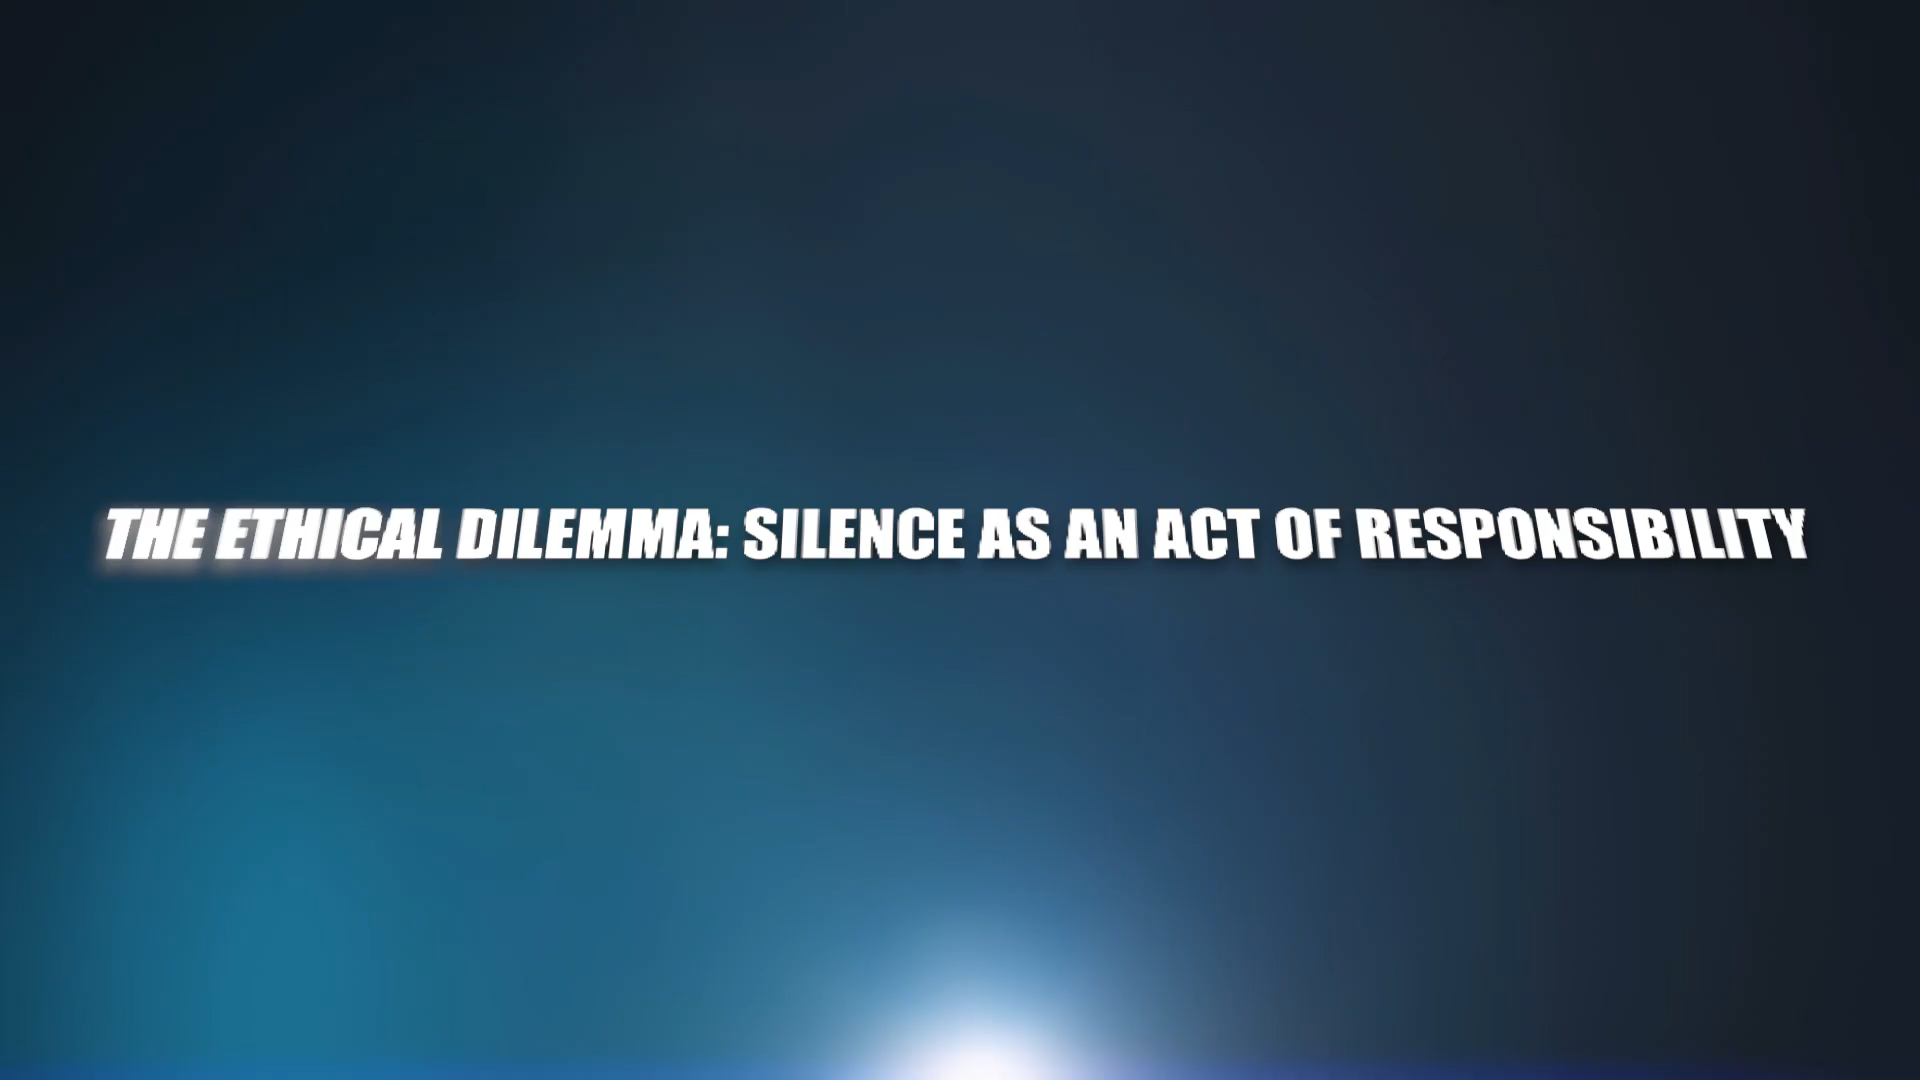 THE ETHICAL DILEMMA: SILENCE AS AN ACT OF RESPONSIBILITY